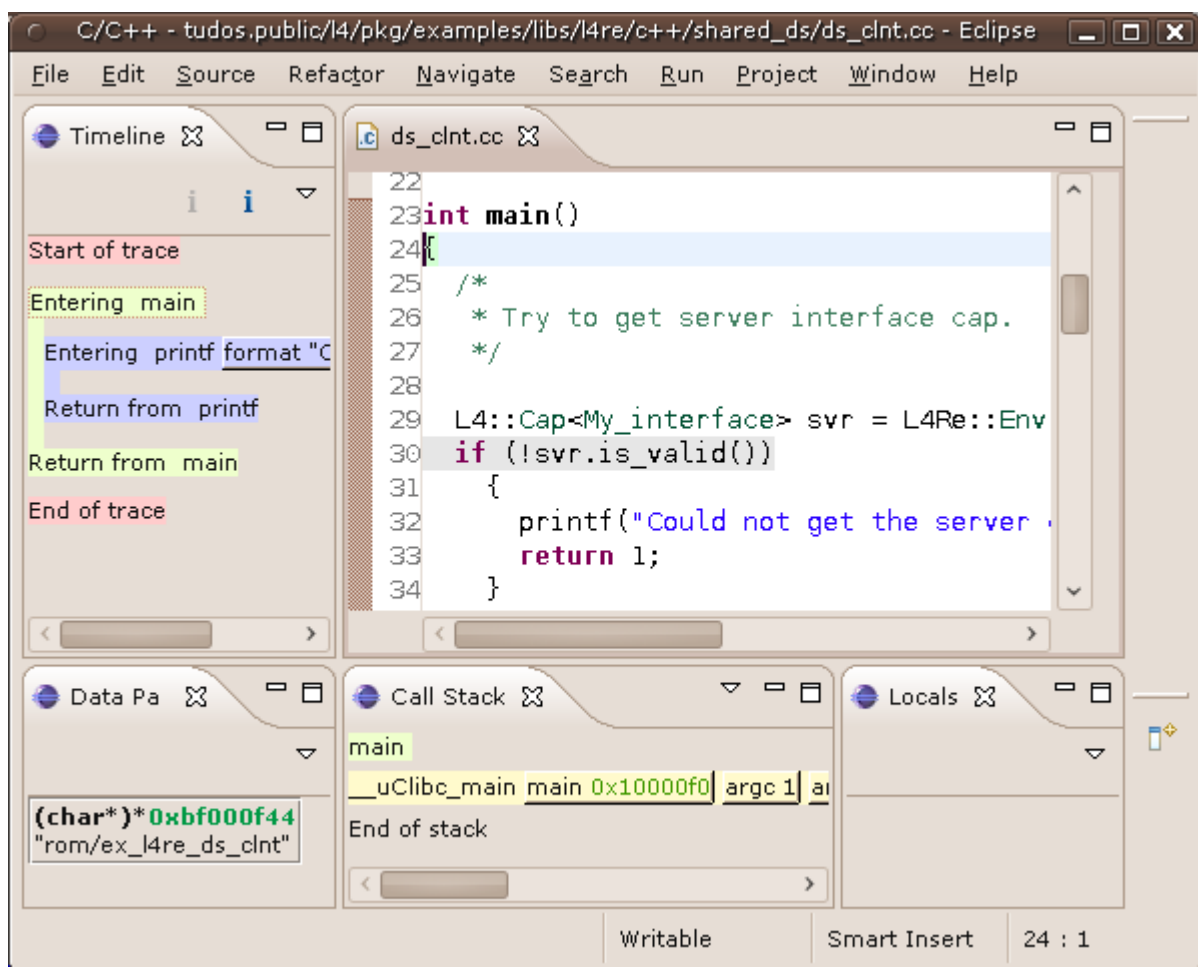 C/C++ - tudos.public/l4/pkg/examples/libs/l4re/c++/shared_ds/ds_clnt.cc - Eclipse
File Edit Source Refactor Navigate Search Run Project Window Help
Timeline
i i
Start of trace
Entering main
Entering printf format "C
Return from printf
Return from main
End of trace
.c ds_clnt.cc
22
23 int main()
24 {
25 /*
26 * Try to get server interface cap.
27 */
28
29 L4::Cap<My_interface> svr = L4Re::Env
30 if (!svr.is_valid())
31 {
32 printf("Could not get the server
33 return 1;
34 }
Data Pa
(char*)*0xbf000f44
"rom/ex_l4re_ds_clnt"
Call Stack
main
__uClibc_main main 0x10000f0 argc 1
End of stack
Locals
Writable Smart Insert 24 : 1